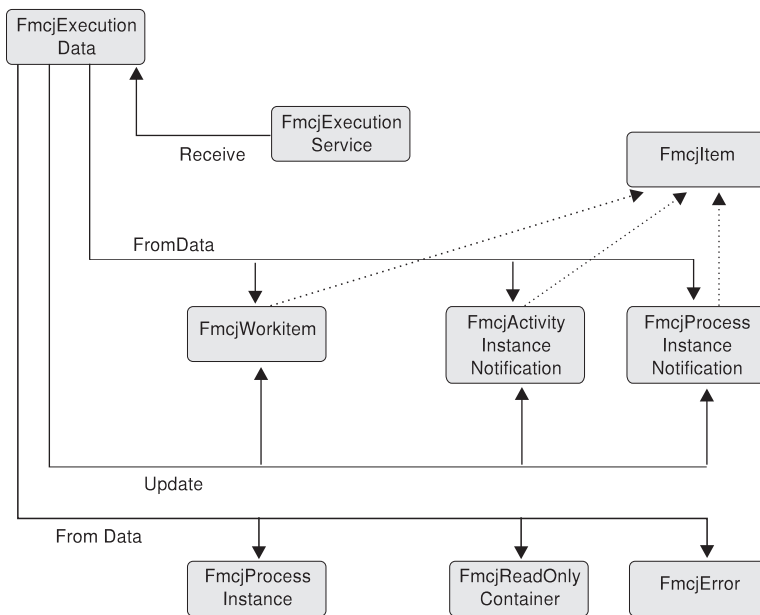 FmcjExecution
Data
FmcjExecution
Service
Receive
FmcjItem
FromData
FmcjWorkitem
FmcjActivity
Instance
Notification
FmcjProcess
Instance
Notification
Update
From Data
FmcjProcess
Instance
FmcjReadOnly
Container
FmcjError